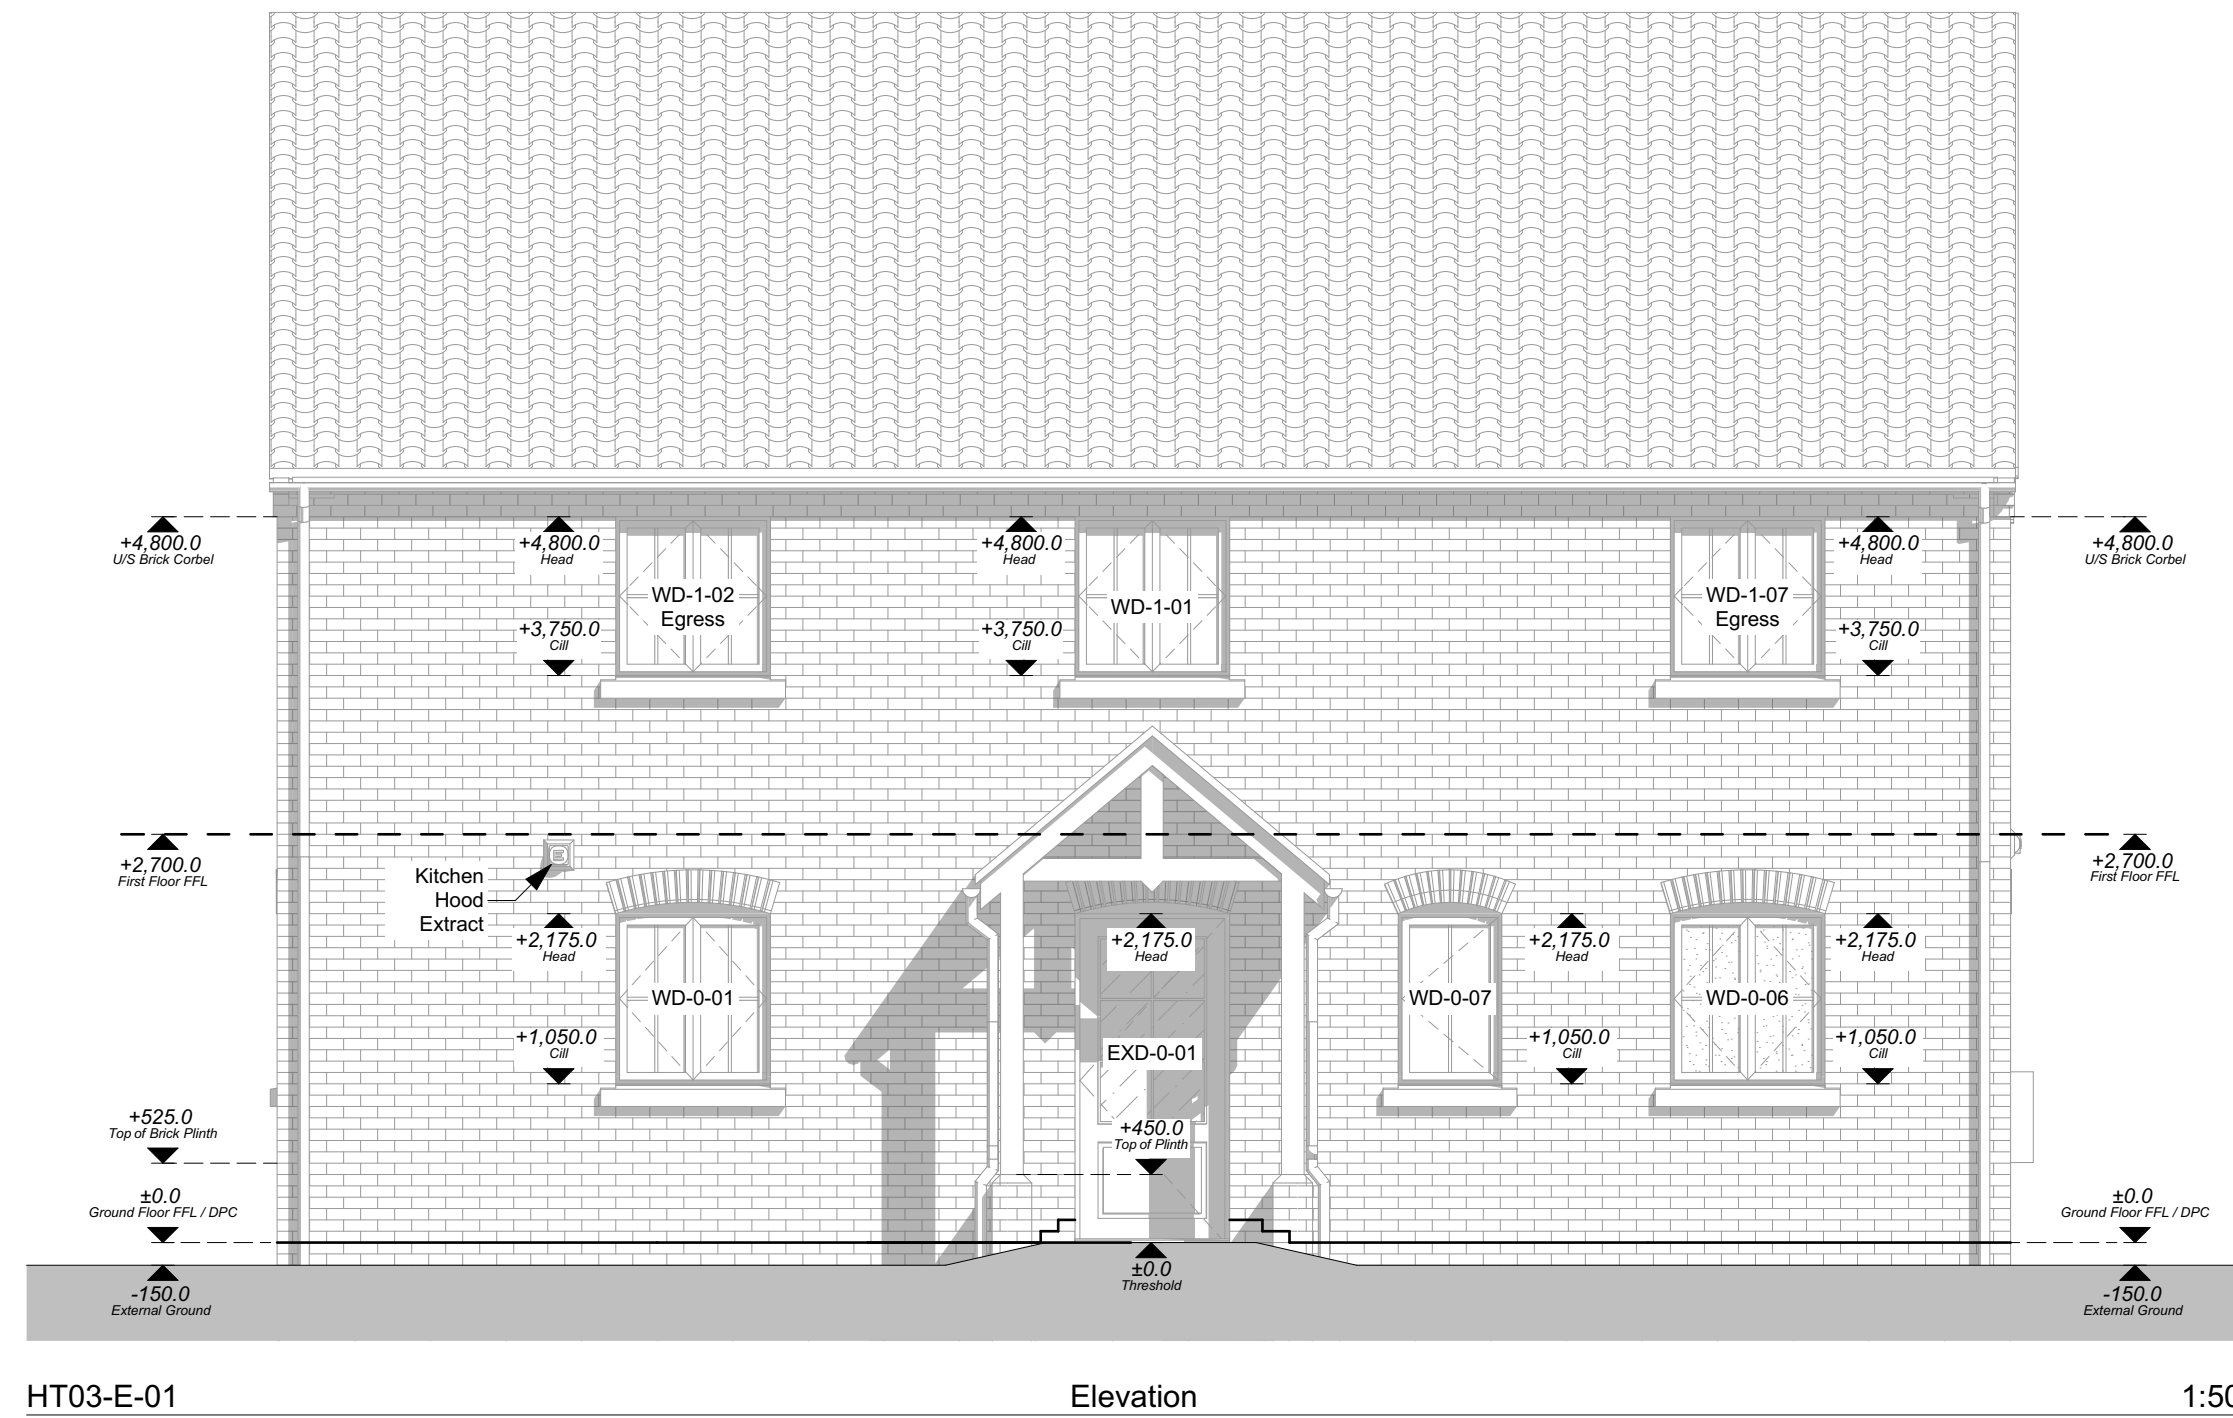 +4,800.0
U/S Brick Corbel
+4,800.0
Head
+4,800.0
Head
+4,800.0
Head
+4,800.0
U/S Brick Corbel
WD-1-02
Egress
WD-1-01
WD-1-07
Egress
+3,750.0
Cill
+3,750.0
Cill
+3,750.0
Cill
E
+2,700.0
First Floor FFL
+2,700.0
First Floor FFL
Kitchen
Hood
Extract
+2,175.0
Head
+2,175.0
Head
+2,175.0
Head
+2,175.0
Head
WD-0-01
WD-0-07
WD-0-06
+1,050.0
Cill
EXD-0-01
+1,050.0
Cill
+1,050.0
Cill
+525.0
Top of Brick Plinth
+450.0
Top of Plinth
±0.0
Ground Floor FFL / DPC
±0.0
Ground Floor FFL / DPC
±0.0
Threshold
-150.0
External Ground
-150.0
External Ground
HT03-E-01
Elevation
1:50